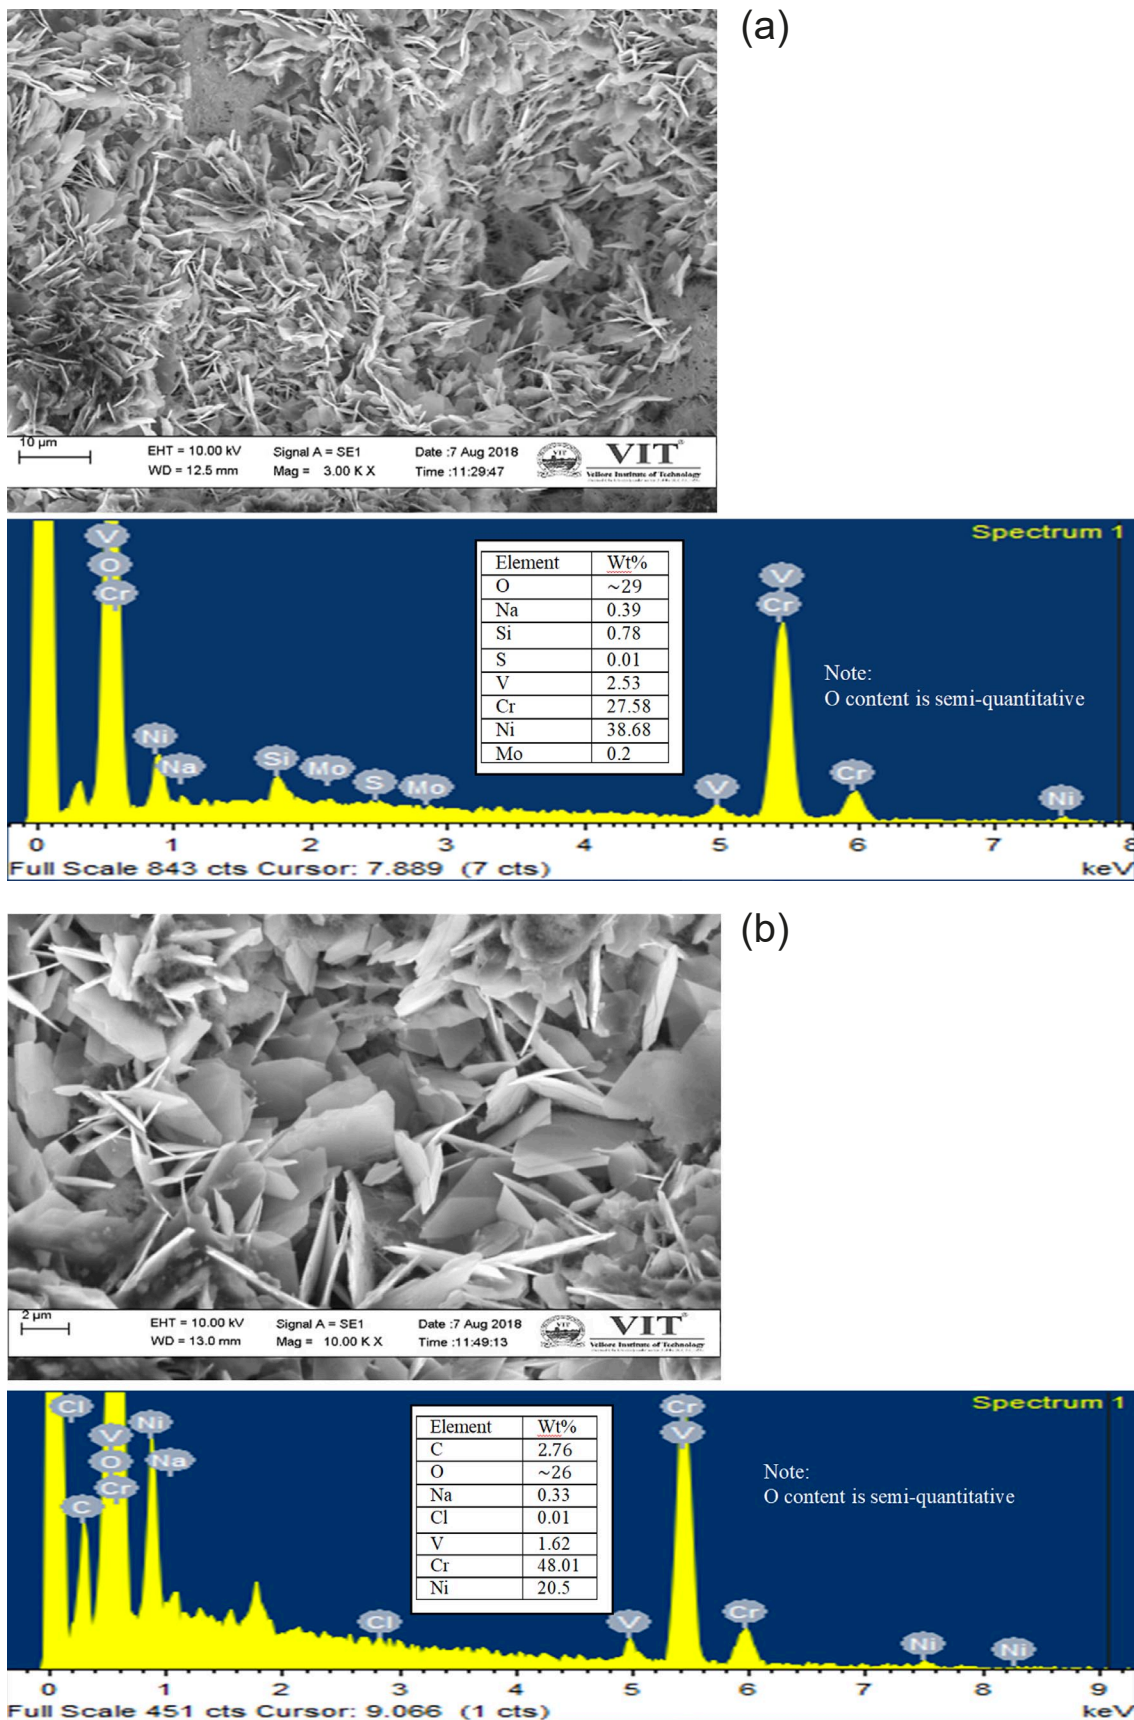 (a)
10 µm
EHT = 10.00 kV Signal A = SE1 Date :7 Aug 2018
WD = 12.5 mm Mag = 3.00 K X Time :11:29:47
VIT
Vellore Institute of Technology
Spectrum 1
V
O
Cr
Ni
Na
Si
Mo
S
Mo
V
V
Cr
Cr
Ni
Element Wt%
O ~29
Na 0.39
Si 0.78
S 0.01
V 2.53
Cr 27.58
Ni 38.68
Mo 0.2
Note:
O content is semi-quantitative
0 1 2 3 4 5 6 7 8
Full Scale 843 cts Cursor: 7.889 (7 cts) keV
(b)
2 µm
EHT = 10.00 kV Signal A = SE1 Date :7 Aug 2018
WD = 13.0 mm Mag = 10.00 K X Time :11:49:13
VIT
Vellore Institute of Technology
Spectrum 1
Cl
V
O
Cr
C
Ni
Na
Cl
V
Cr
V
Cr
Ni
Ni
Element Wt%
C 2.76
O ~26
Na 0.33
Cl 0.01
V 1.62
Cr 48.01
Ni 20.5
Note:
O content is semi-quantitative
0 1 2 3 4 5 6 7 8 9
Full Scale 451 cts Cursor: 9.066 (1 cts) keV